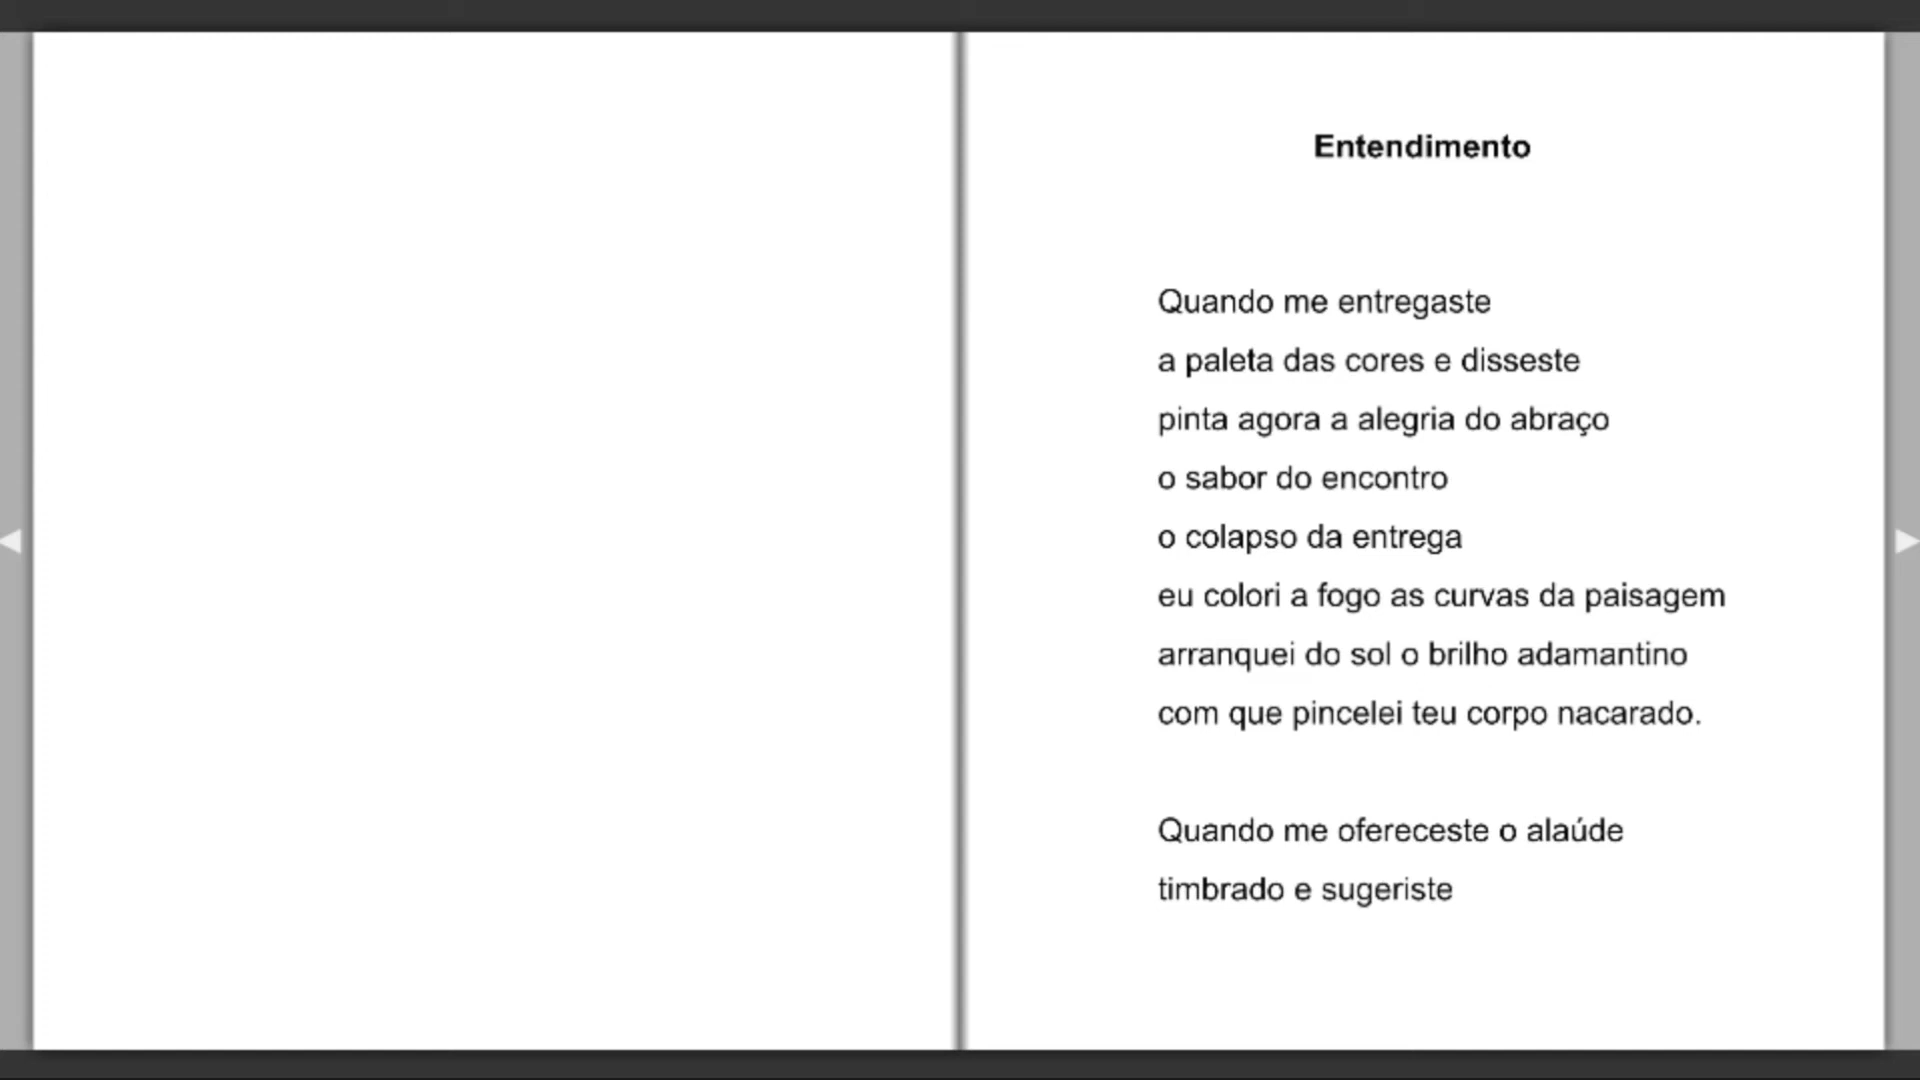 Entendimento
Quando me entregaste
a paleta das cores e disseste
pinta agora a alegria do abraço
o sabor do encontro
o colapso da entrega
eu colori a fogo as curvas da paisagem
arranquei do sol o brilho adamantino
com que pincelei teu corpo nacarado.
Quando me ofereceste o alaúde
timbrado e sugeriste